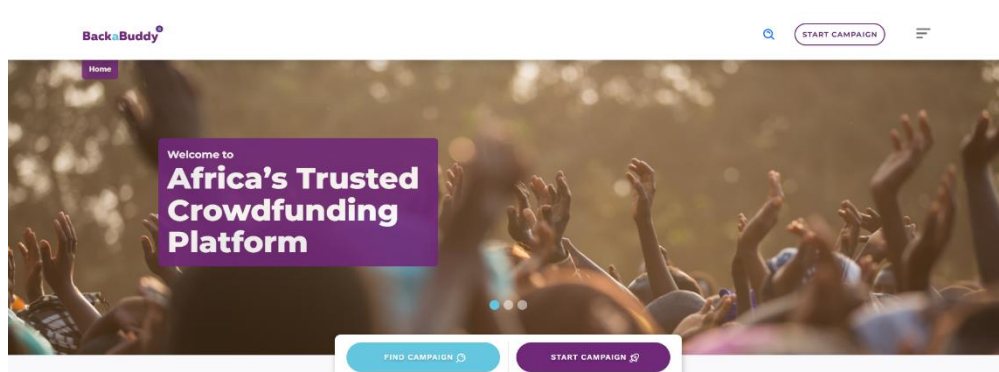 BackaBuddy
START CAMPAIGN
Home
Welcome to
Africa's Trusted
Crowdfunding
Platform
FIND CAMPAIGN
START CAMPAIGN